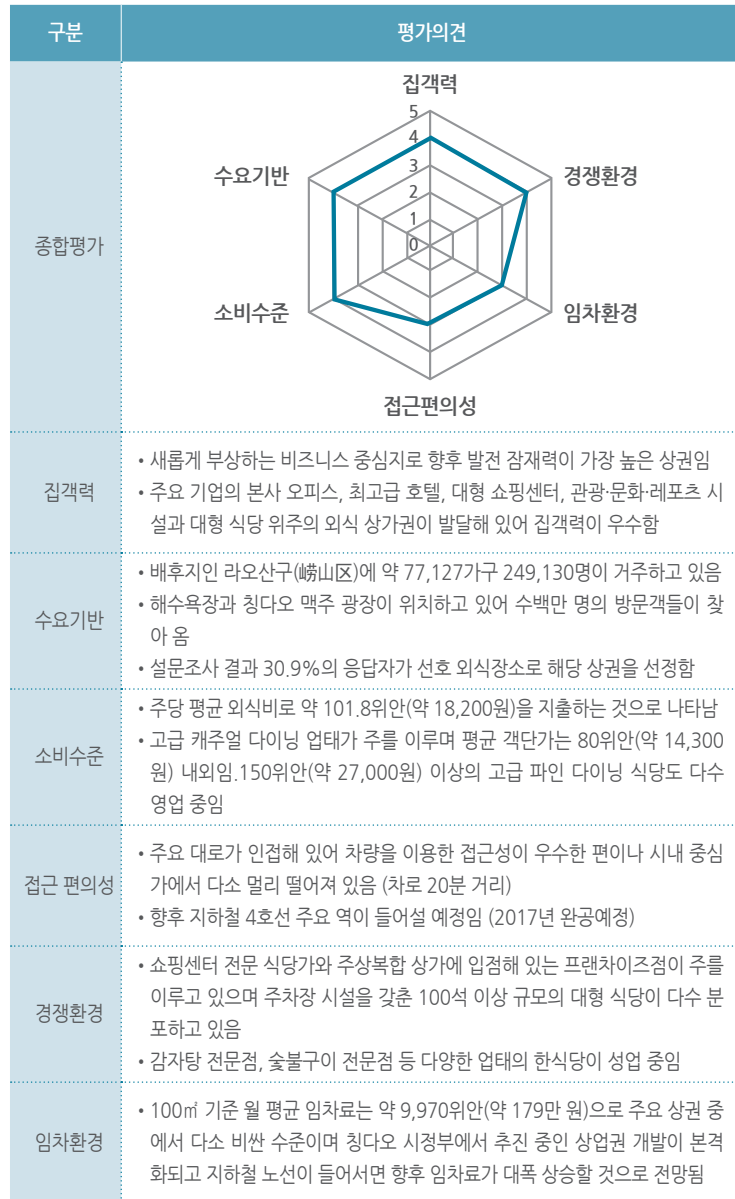 구분
평가의견
종합평가
집객력
5
4
3
2
1
0
수요기반
경쟁환경
소비수준
임차환경
접근편의성
집객력
• 새롭게 부상하는 비즈니스 중심지로 향후 발전 잠재력이 가장 높은 상권임
• 주요 기업의 본사 오피스, 최고급 호텔, 대형 쇼핑센터, 관광·문화·레포츠 시
설과 대형 식당 위주의 외식 상가권이 발달해 있어 집객력이 우수함
수요기반
• 배후지인 라오산구(崂山区)에 약 77,127가구 249,130명이 거주하고 있음
• 해수욕장과 칭다오 맥주 광장이 위치하고 있어 수백만 명의 방문객들이 찾
아 옴
• 설문조사 결과 30.9%의 응답자가 선호 외식장소로 해당 상권을 선정함
소비수준
• 주당 평균 외식비로 약 101.8위안(약 18,200원)을 지출하는 것으로 나타남
• 고급 캐주얼 다이닝 업태가 주를 이루며 평균 객단가는 80위안(약 14,300
원) 내외임.150위안(약 27,000원) 이상의 고급 파인 다이닝 식당도 다수
영업 중임
접근 편의성
• 주요 대로가 인접해 있어 차량을 이용한 접근성이 우수한 편이나 시내 중심
가에서 다소 멀리 떨어져 있음 (차로 20분 거리)
• 향후 지하철 4호선 주요 역이 들어설 예정임 (2017년 완공예정)
경쟁환경
• 쇼핑센터 전문 식당가와 주상복합 상가에 입점해 있는 프랜차이즈점이 주를
이루고 있으며 주차장 시설을 갖춘 100석 이상 규모의 대형 식당이 다수 분
포하고 있음
• 감자탕 전문점, 숯불구이 전문점 등 다양한 업태의 한식당이 성업 중임
임차환경
• 100㎡ 기준 월 평균 임차료는 약 9,970위안(약 179만 원)으로 주요 상권 중
에서 다소 비싼 수준이며 칭다오 시정부에서 추진 중인 상업권 개발이 본격
화되고 지하철 노선이 들어서면 향후 임차료가 대폭 상승할 것으로 전망됨